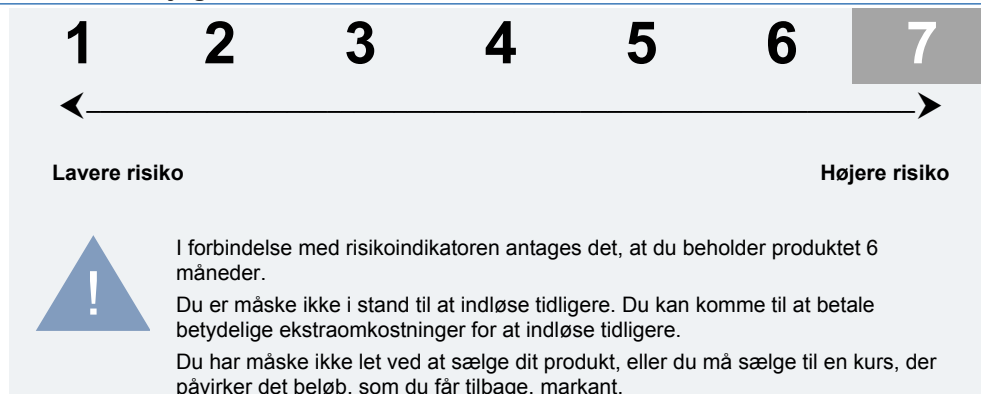 1 2 3 4 5 6 7
Lavere risiko Højere risiko
!
I forbindelse med risikoindikatoren antages det, at du beholder produktet 6
måneder.
Du er måske ikke i stand til at indløse tidligere. Du kan komme til at betale
betydelige ekstraomkostninger for at indløse tidligere.
Du har måske ikke let ved at sælge dit produkt, eller du må sælge til en kurs, der
påvirker det beløb, som du får tilbage, markant.